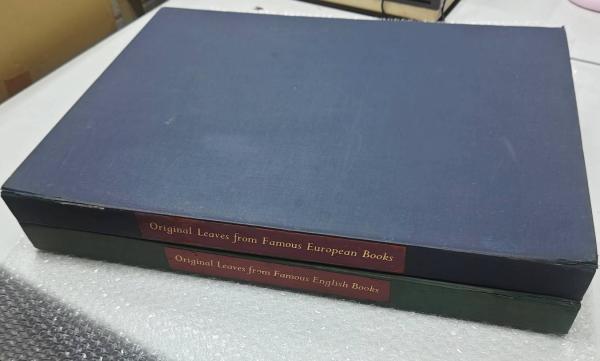 Original Leaves from Famous European Books
Original Leaves from Famous English Books